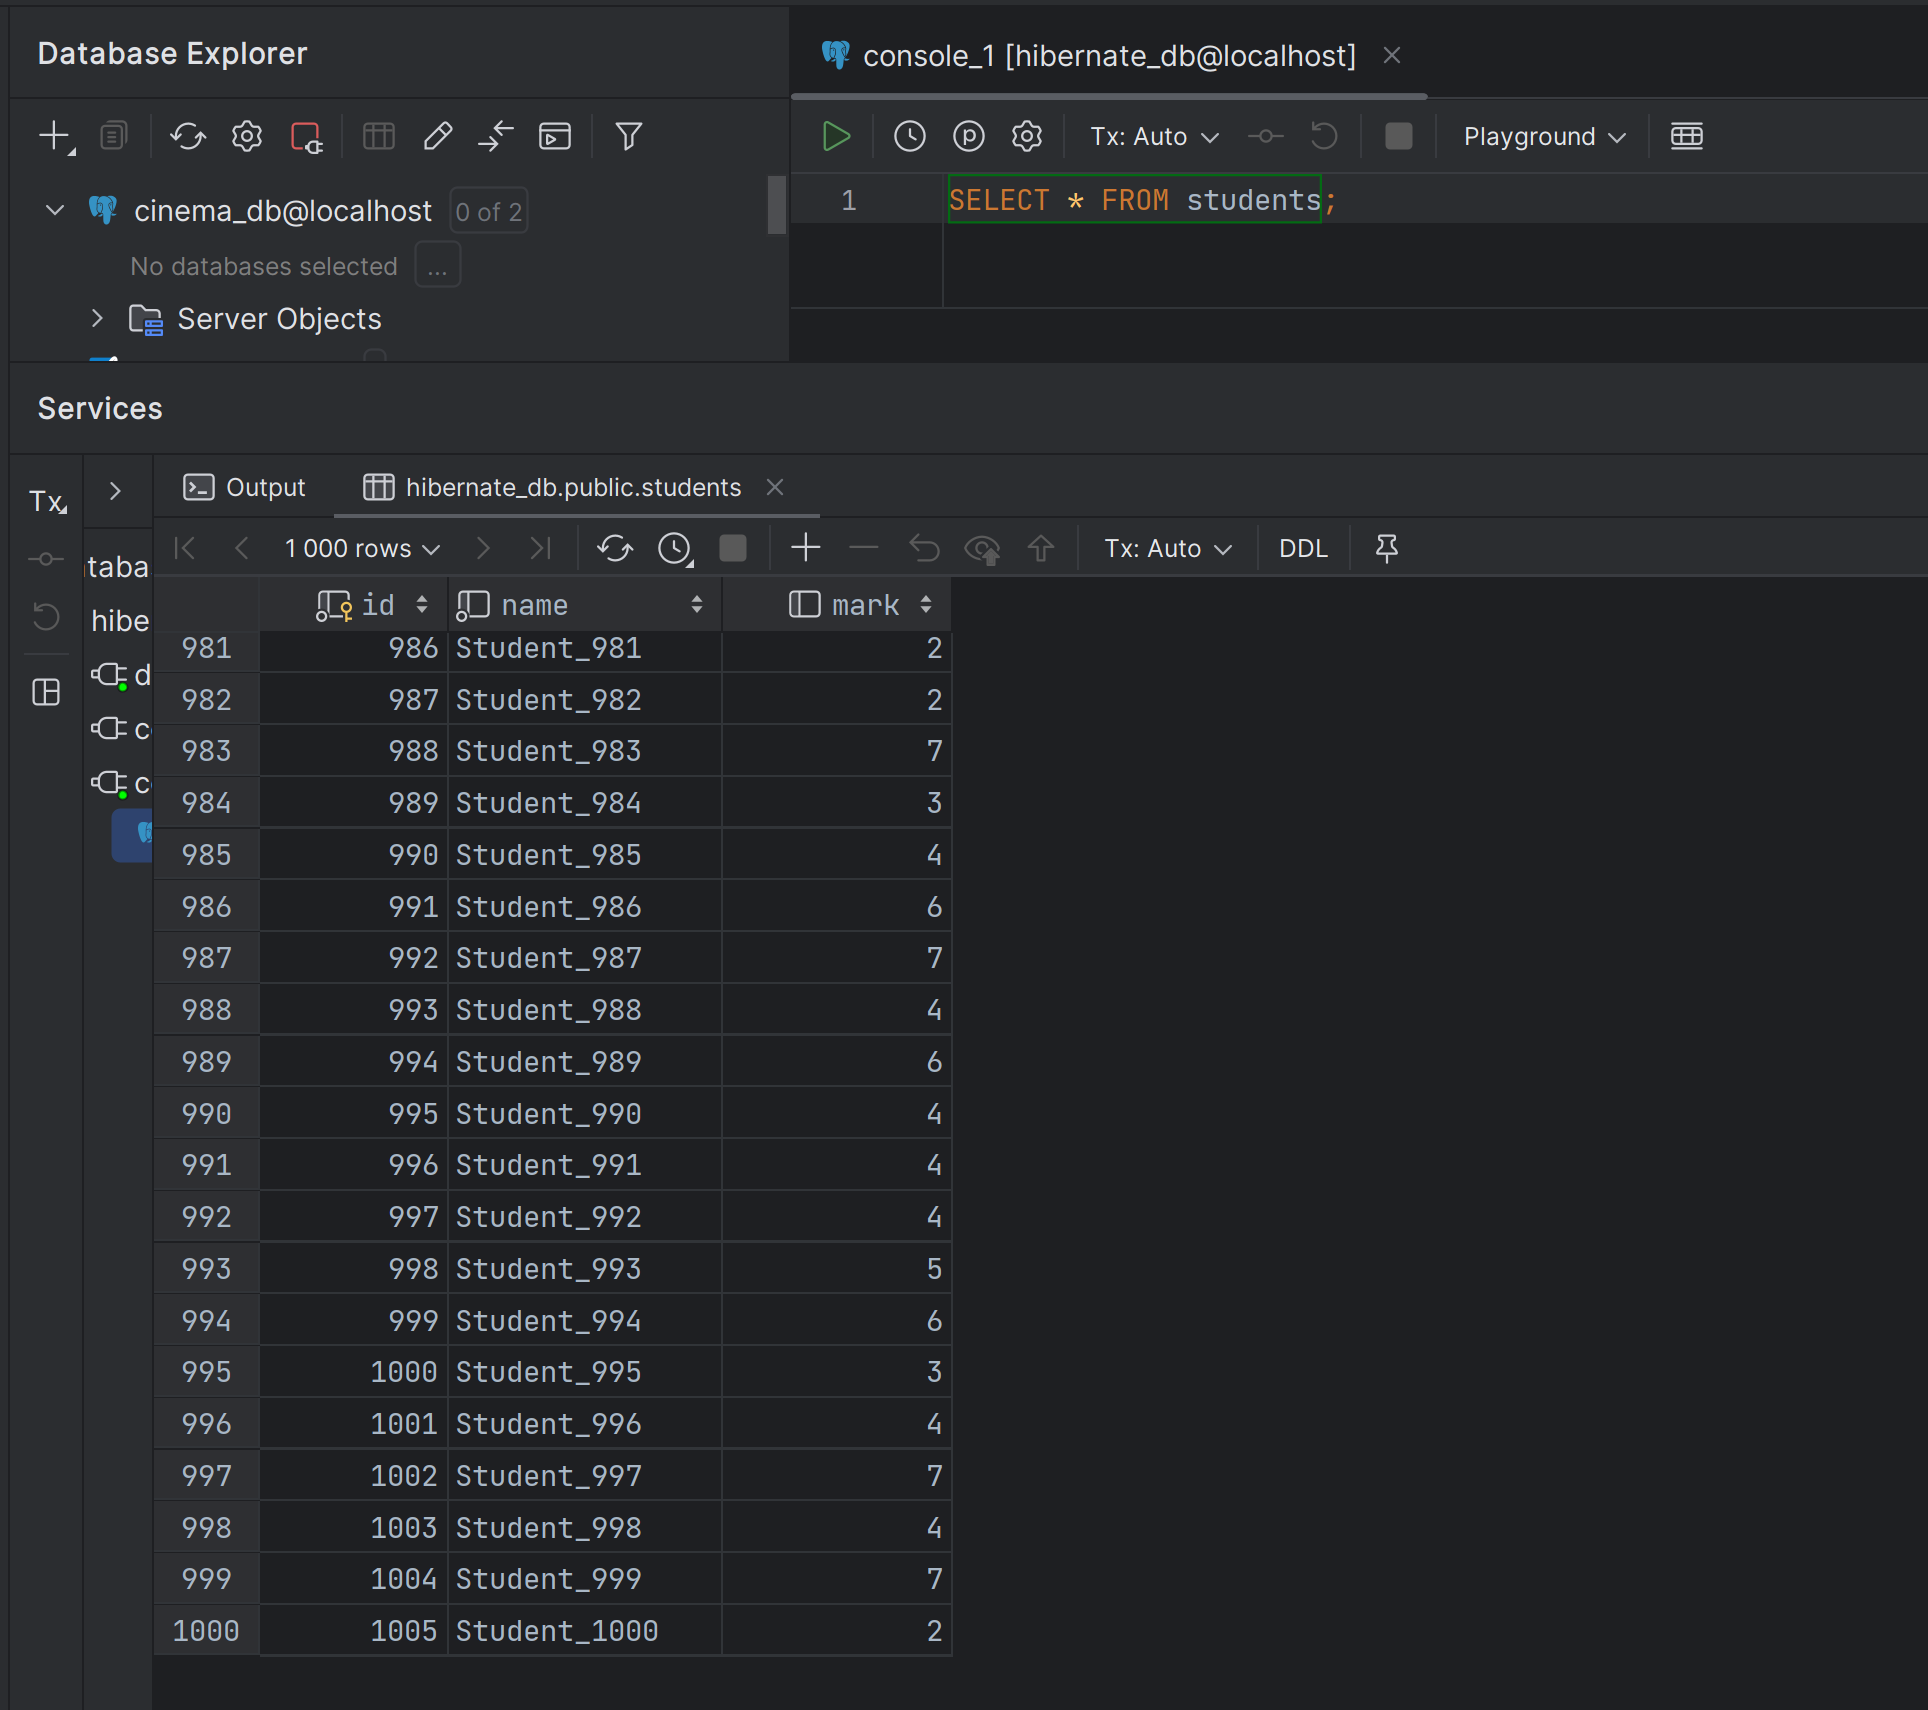 Database Explorer
console_1 [hibernate_db@localhost]
Tx: Auto
Playground
cinema_db@localhost 0 of 2
No databases selected ...
Server Objects
1 SELECT * FROM students;
Services
Tx
Output
hibernate_db.public.students
1 000 rows
Tx: Auto
DDL
taba
hibe
d
c
c
id name mark
981 986 Student_981 2
982 987 Student_982 2
983 988 Student_983 7
984 989 Student_984 3
985 990 Student_985 4
986 991 Student_986 6
987 992 Student_987 7
988 993 Student_988 4
989 994 Student_989 6
990 995 Student_990 4
991 996 Student_991 4
992 997 Student_992 4
993 998 Student_993 5
994 999 Student_994 6
995 1000 Student_995 3
996 1001 Student_996 4
997 1002 Student_997 7
998 1003 Student_998 4
999 1004 Student_999 7
1000 1005 Student_1000 2